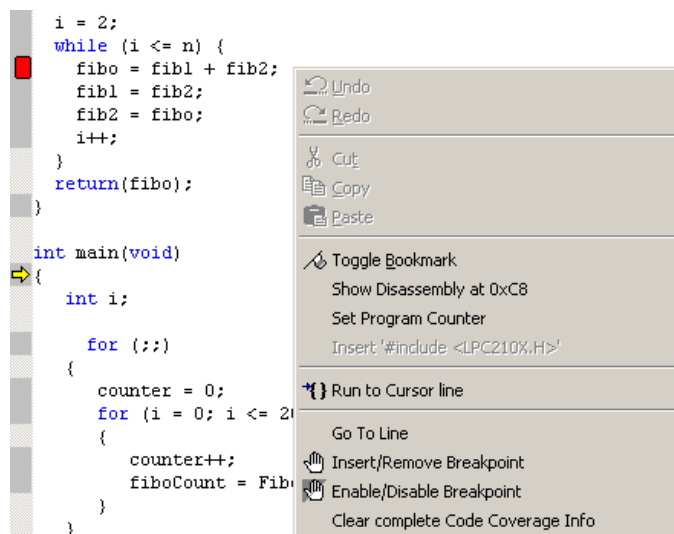 i = 2;
while (i <= n) {
fibo = fib1 + fib2;
fib1 = fib2;
fib2 = fibo;
i++;
}
return(fibo);
}
int main(void)
{
int i;
for (;;)
{
counter = 0;
for (i = 0; i <= 20
{
counter++;
fiboCount = Fibo
}
}
Undo
Redo
Cut
Copy
Paste
Toggle Bookmark
Show Disassembly at 0xC8
Set Program Counter
Insert '#include <LPC210X.H>'
Run to Cursor line
Go To Line
Insert/Remove Breakpoint
Enable/Disable Breakpoint
Clear complete Code Coverage Info